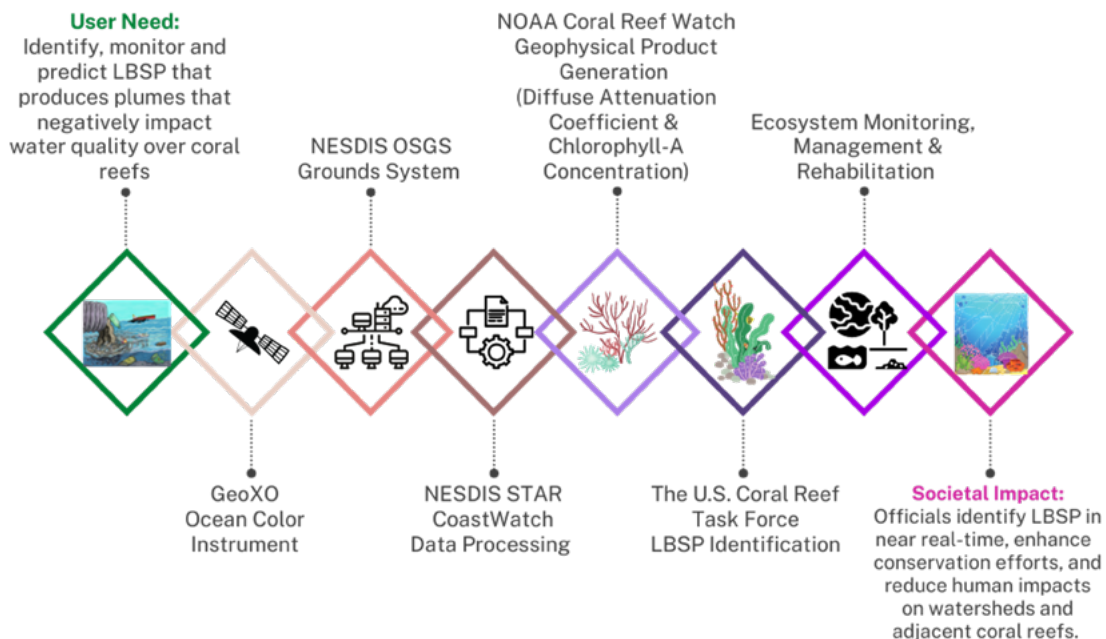 User Need:
Identify, monitor and
predict LBSP that
produces plumes that
negatively impact
water quality over coral
reefs
GeoXO
Ocean Color
Instrument
NESDIS OSGS
Grounds System
NESDIS STAR
CoastWatch
Data Processing
NOAA Coral Reef Watch
Geophysical Product
Generation
(Diffuse Attenuation
Coefficient &
Chlorophyll-A
Concentration)
The U.S. Coral Reef
Task Force
LBSP Identification
Ecosystem Monitoring,
Management &
Rehabilitation
Societal Impact:
Officials identify LBSP in
near real-time, enhance
conservation efforts, and
reduce human impacts
on watersheds and
adjacent coral reefs.